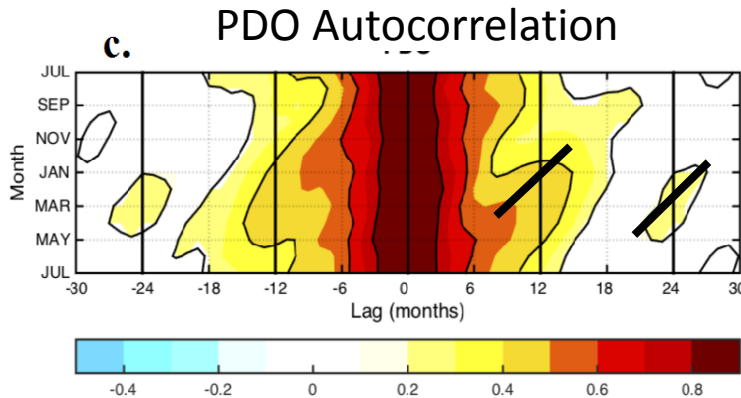 PDO Autocorrelation
c.
JUL
SEP
NOV
JAN
MAR
MAY
JUL
Month
-30 -24 -18 -12 -6 0 6 12 18 24 30
Lag (months)
-0.4 -0.2 0 0.2 0.4 0.6 0.8